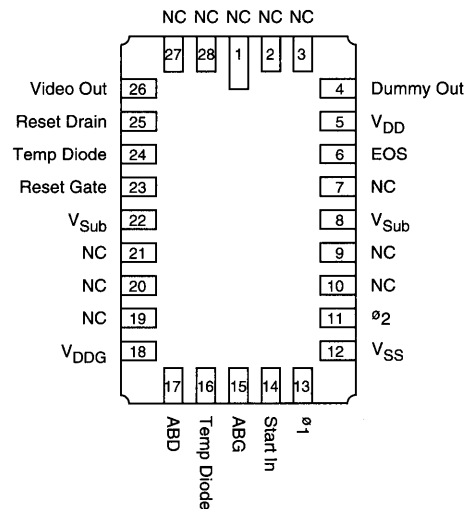 NC NC NC NC NC
27 28 1 2 3
Video Out 26 4 Dummy Out
Reset Drain 25 5 VDD
Temp Diode 24 6 EOS
Reset Gate 23 7 NC
VSub 22 8 VSub
NC 21 9 NC
NC 20 10 NC
NC 19 11 ø2
VDDG 18 12 VSS
17 16 15 14 13
ABD
Temp Diode
ABG
Start In
ø1